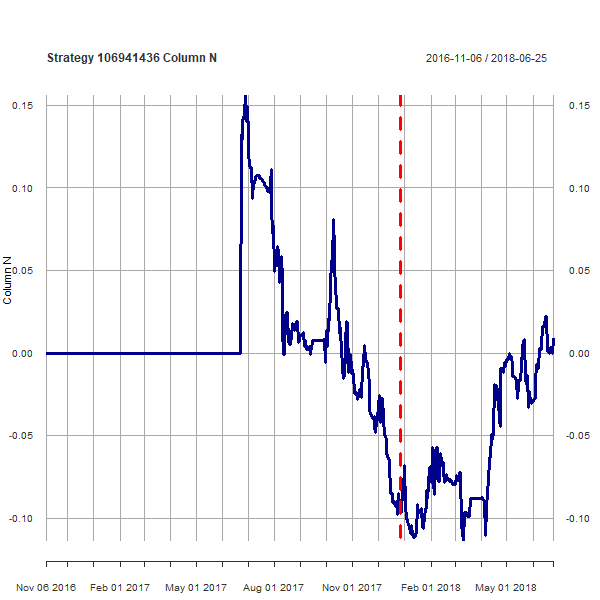 Strategy 106941436 Column N
2016-11-06 / 2018-06-25
0.15
0.15
0.10
0.10
0.05
0.05
Column N
0.00
0.00
-0.05
-0.05
-0.10
-0.10
Nov 06 2016
Feb 01 2017
May 01 2017
Aug 01 2017
Nov 01 2017
Feb 01 2018
May 01 2018